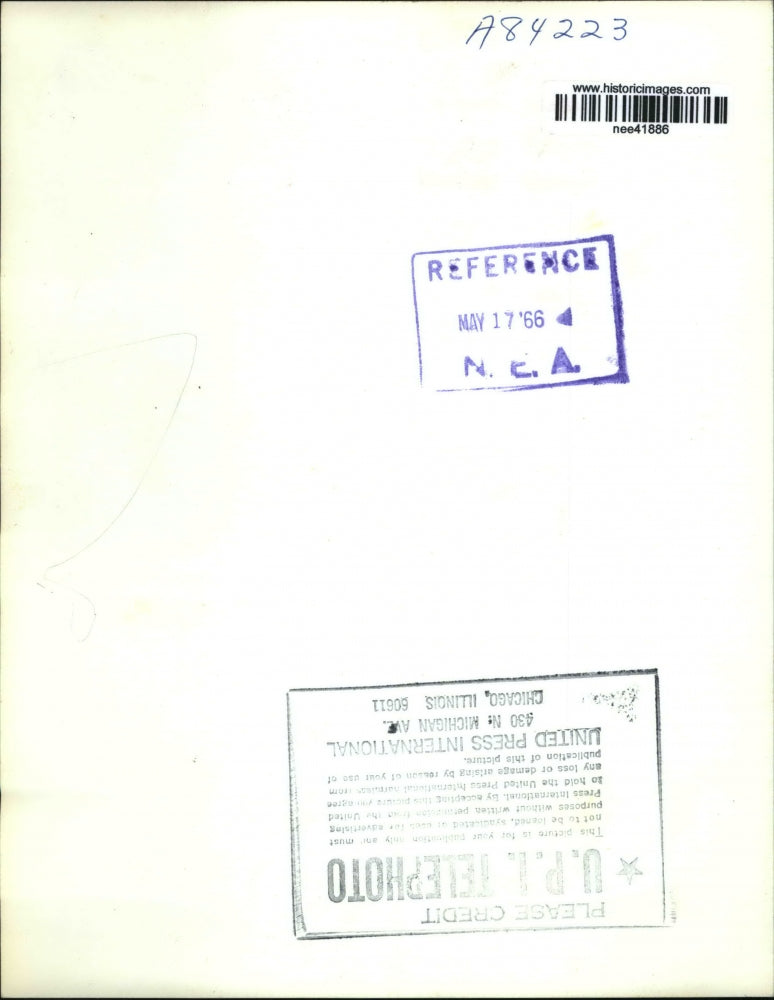 A84223
www.historicimages.com
nee41886
REFERENCE
MAY 17 '66
N. E. A.
PLEASE CREDIT
U.P.I. TELEPHOTO
This picture is for your publication only and must
not to be loaned, syndicated or used for advertising
purposes without written permission from the United
Press International. By accepting this picture you agree
to hold the United Press International harmless from
any loss or demage arising by reason of your use of
publication of this picture.
UNITED PRESS INTERNATIONAL
430 N. MICHIGAN AVE.
CHICAGO, ILLINOIS 60611